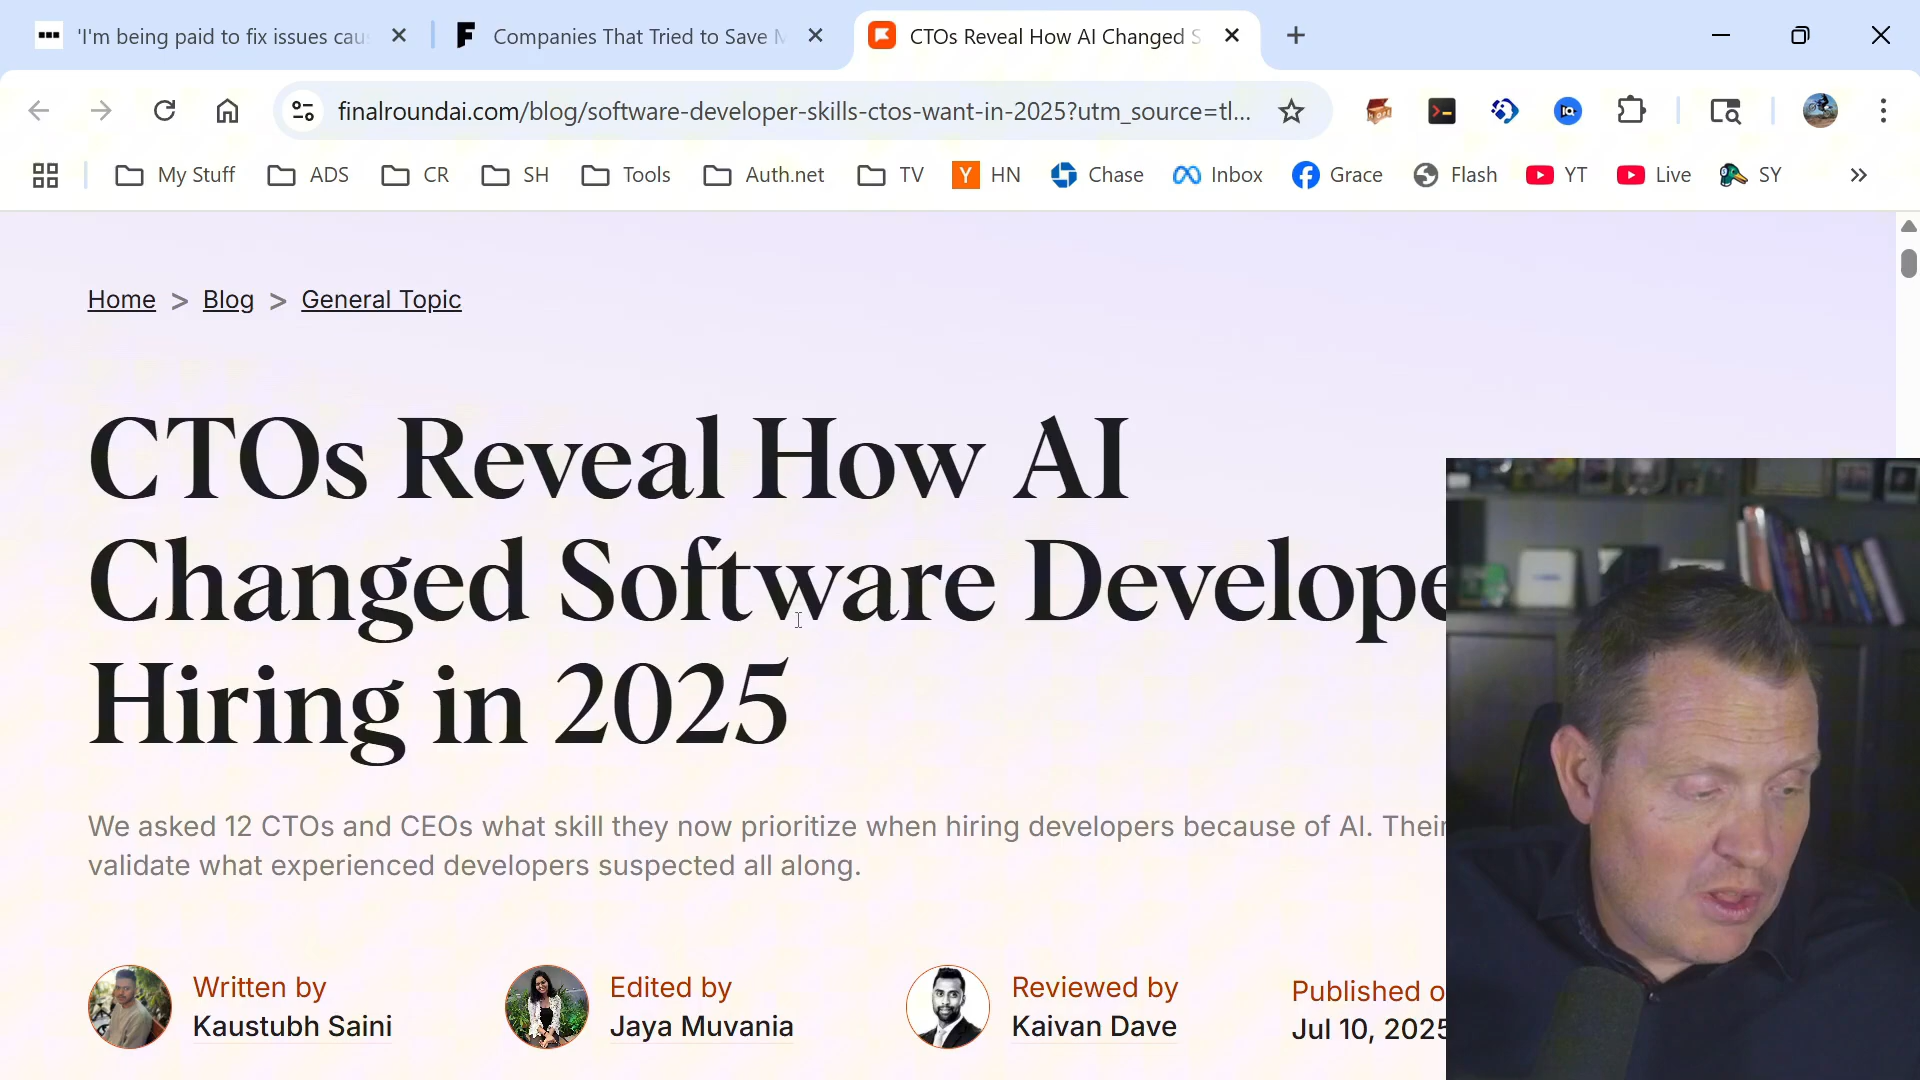 'I'm being paid to fix issues cau
Companies That Tried to Save M
CTOs Reveal How AI Changed S
finalroundai.com/blog/software-developer-skills-ctos-want-in-2025?utm_source=tl...
My Stuff
ADS
CR
SH
Tools
Auth.net
TV
Y HN
Chase
Inbox
Grace
Flash
YT
Live
SY
Home > Blog > General Topic
CTOs Reveal How AI
Changed Software Develope
Hiring in 2025
We asked 12 CTOs and CEOs what skill they now prioritize when hiring developers because of AI. Their
validate what experienced developers suspected all along.
Written by
Kaustubh Saini
Edited by
Jaya Muvania
Reviewed by
Kaivan Dave
Published o
Jul 10, 2025